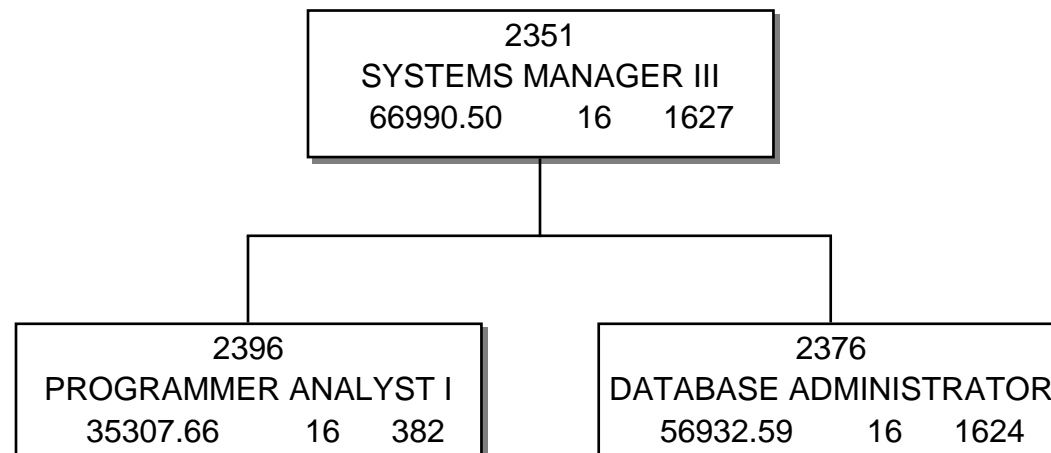 2351
SYSTEMS MANAGER III
66990.50 16 1627
2396
PROGRAMMER ANALYST I
35307.66 16 382
2376
DATABASE ADMINISTRATOR
56932.59 16 1624